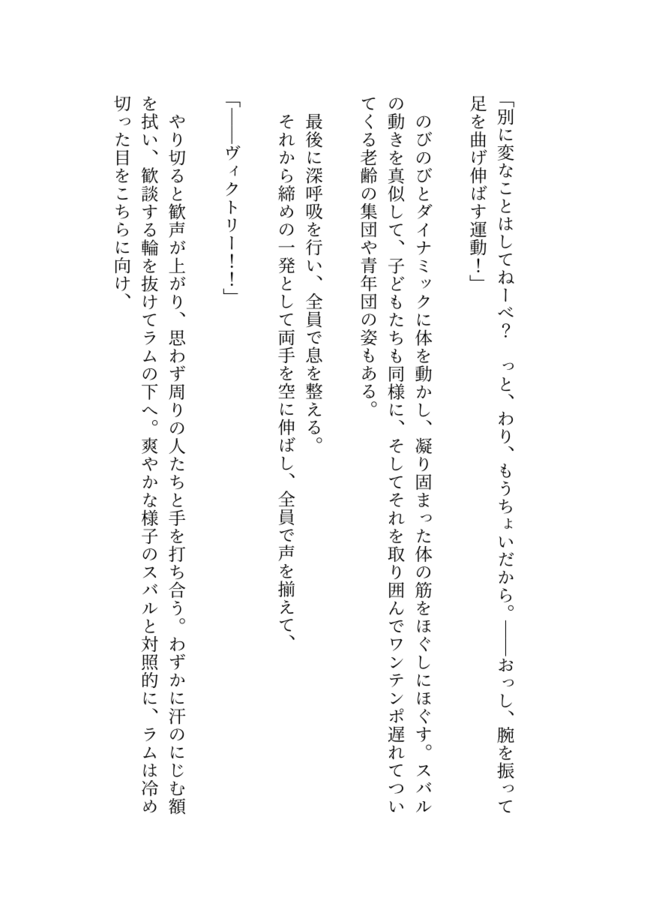 「別に変なことはしてねーべ？　っと、わり、もうちょいだから。――おっし、腕を振って
足を曲げ伸ばす運動！」
のびのびとダイナミックに体を動かし、凝り固まった体の筋をほぐしにほぐす。スバル
の動きを真似して、子どもたちも同様に、そしてそれを取り囲んでワンテンポ遅れてつい
てくる老齢の集団や青年団の姿もある。
最後に深呼吸を行い、全員で息を整える。
それから締めの一発として両手を空に伸ばし、全員で声を揃えて、
「――ヴィクトリー！！」
やり切ると歓声が上がり、思わず周りの人たちと手を打ち合う。わずかに汗のにじむ額
を拭い、歓談する輪を抜けてラムの下へ。爽やかな様子のスバルと対照的に、ラムは冷め
切った目をこちらに向け、